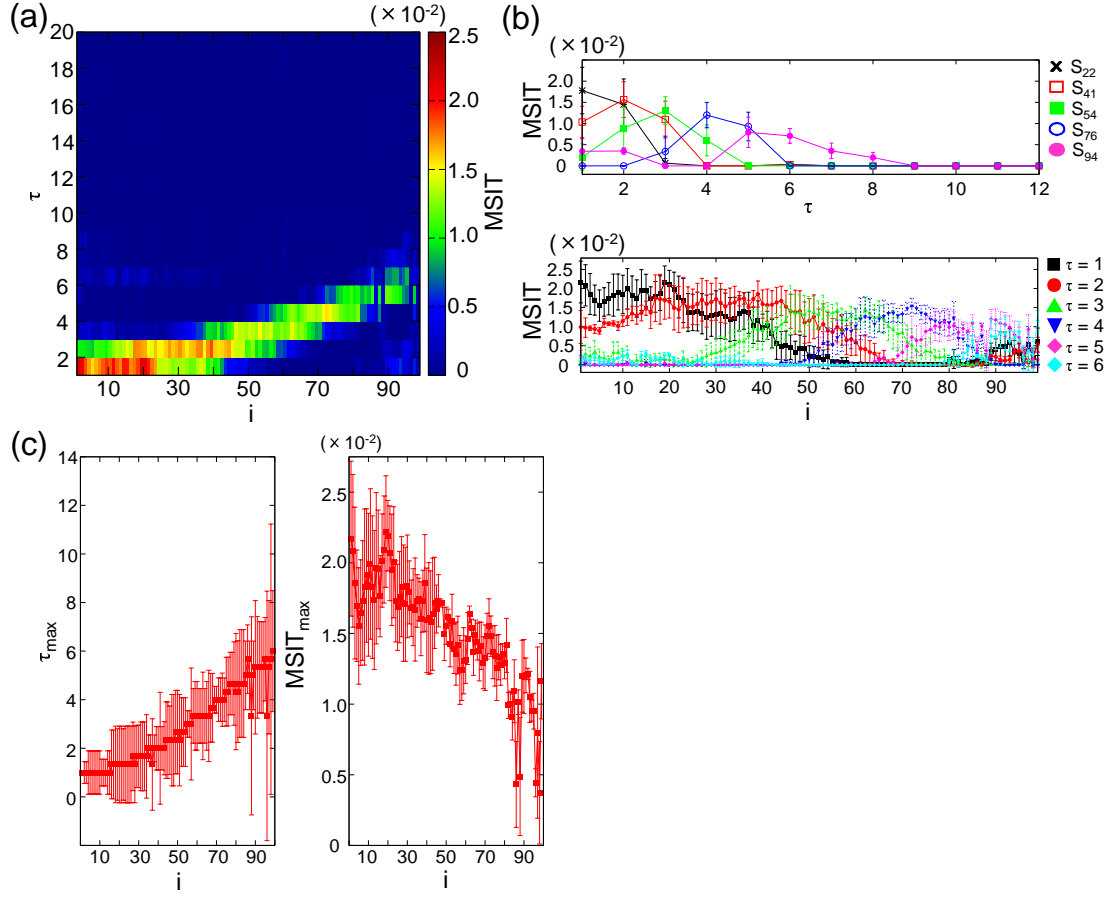 (a)
(×10⁻²)
20
18
16
14
12
10
8
6
4
2
τ
10 30 50 70 90
i
2.5
2.0
1.5
1.0
0.5
0
MSIT
(b)
(×10⁻²)
2.0
1.5
1.0
0.5
0
MSIT
2 4 6 8 10 12
τ
S₂₂
S₄₁
S₅₄
S₇₆
S₉₄
(×10⁻²)
2.5
2.0
1.5
1.0
0.5
0
MSIT
10 20 30 40 50 60 70 80 90
i
τ = 1
τ = 2
τ = 3
τ = 4
τ = 5
τ = 6
(c)
14
12
10
8
6
4
2
0
τmax
10 30 50 70 90
i
(×10⁻²)
2.5
2.0
1.5
1.0
0.5
0
MSITmax
10 30 50 70 90
i